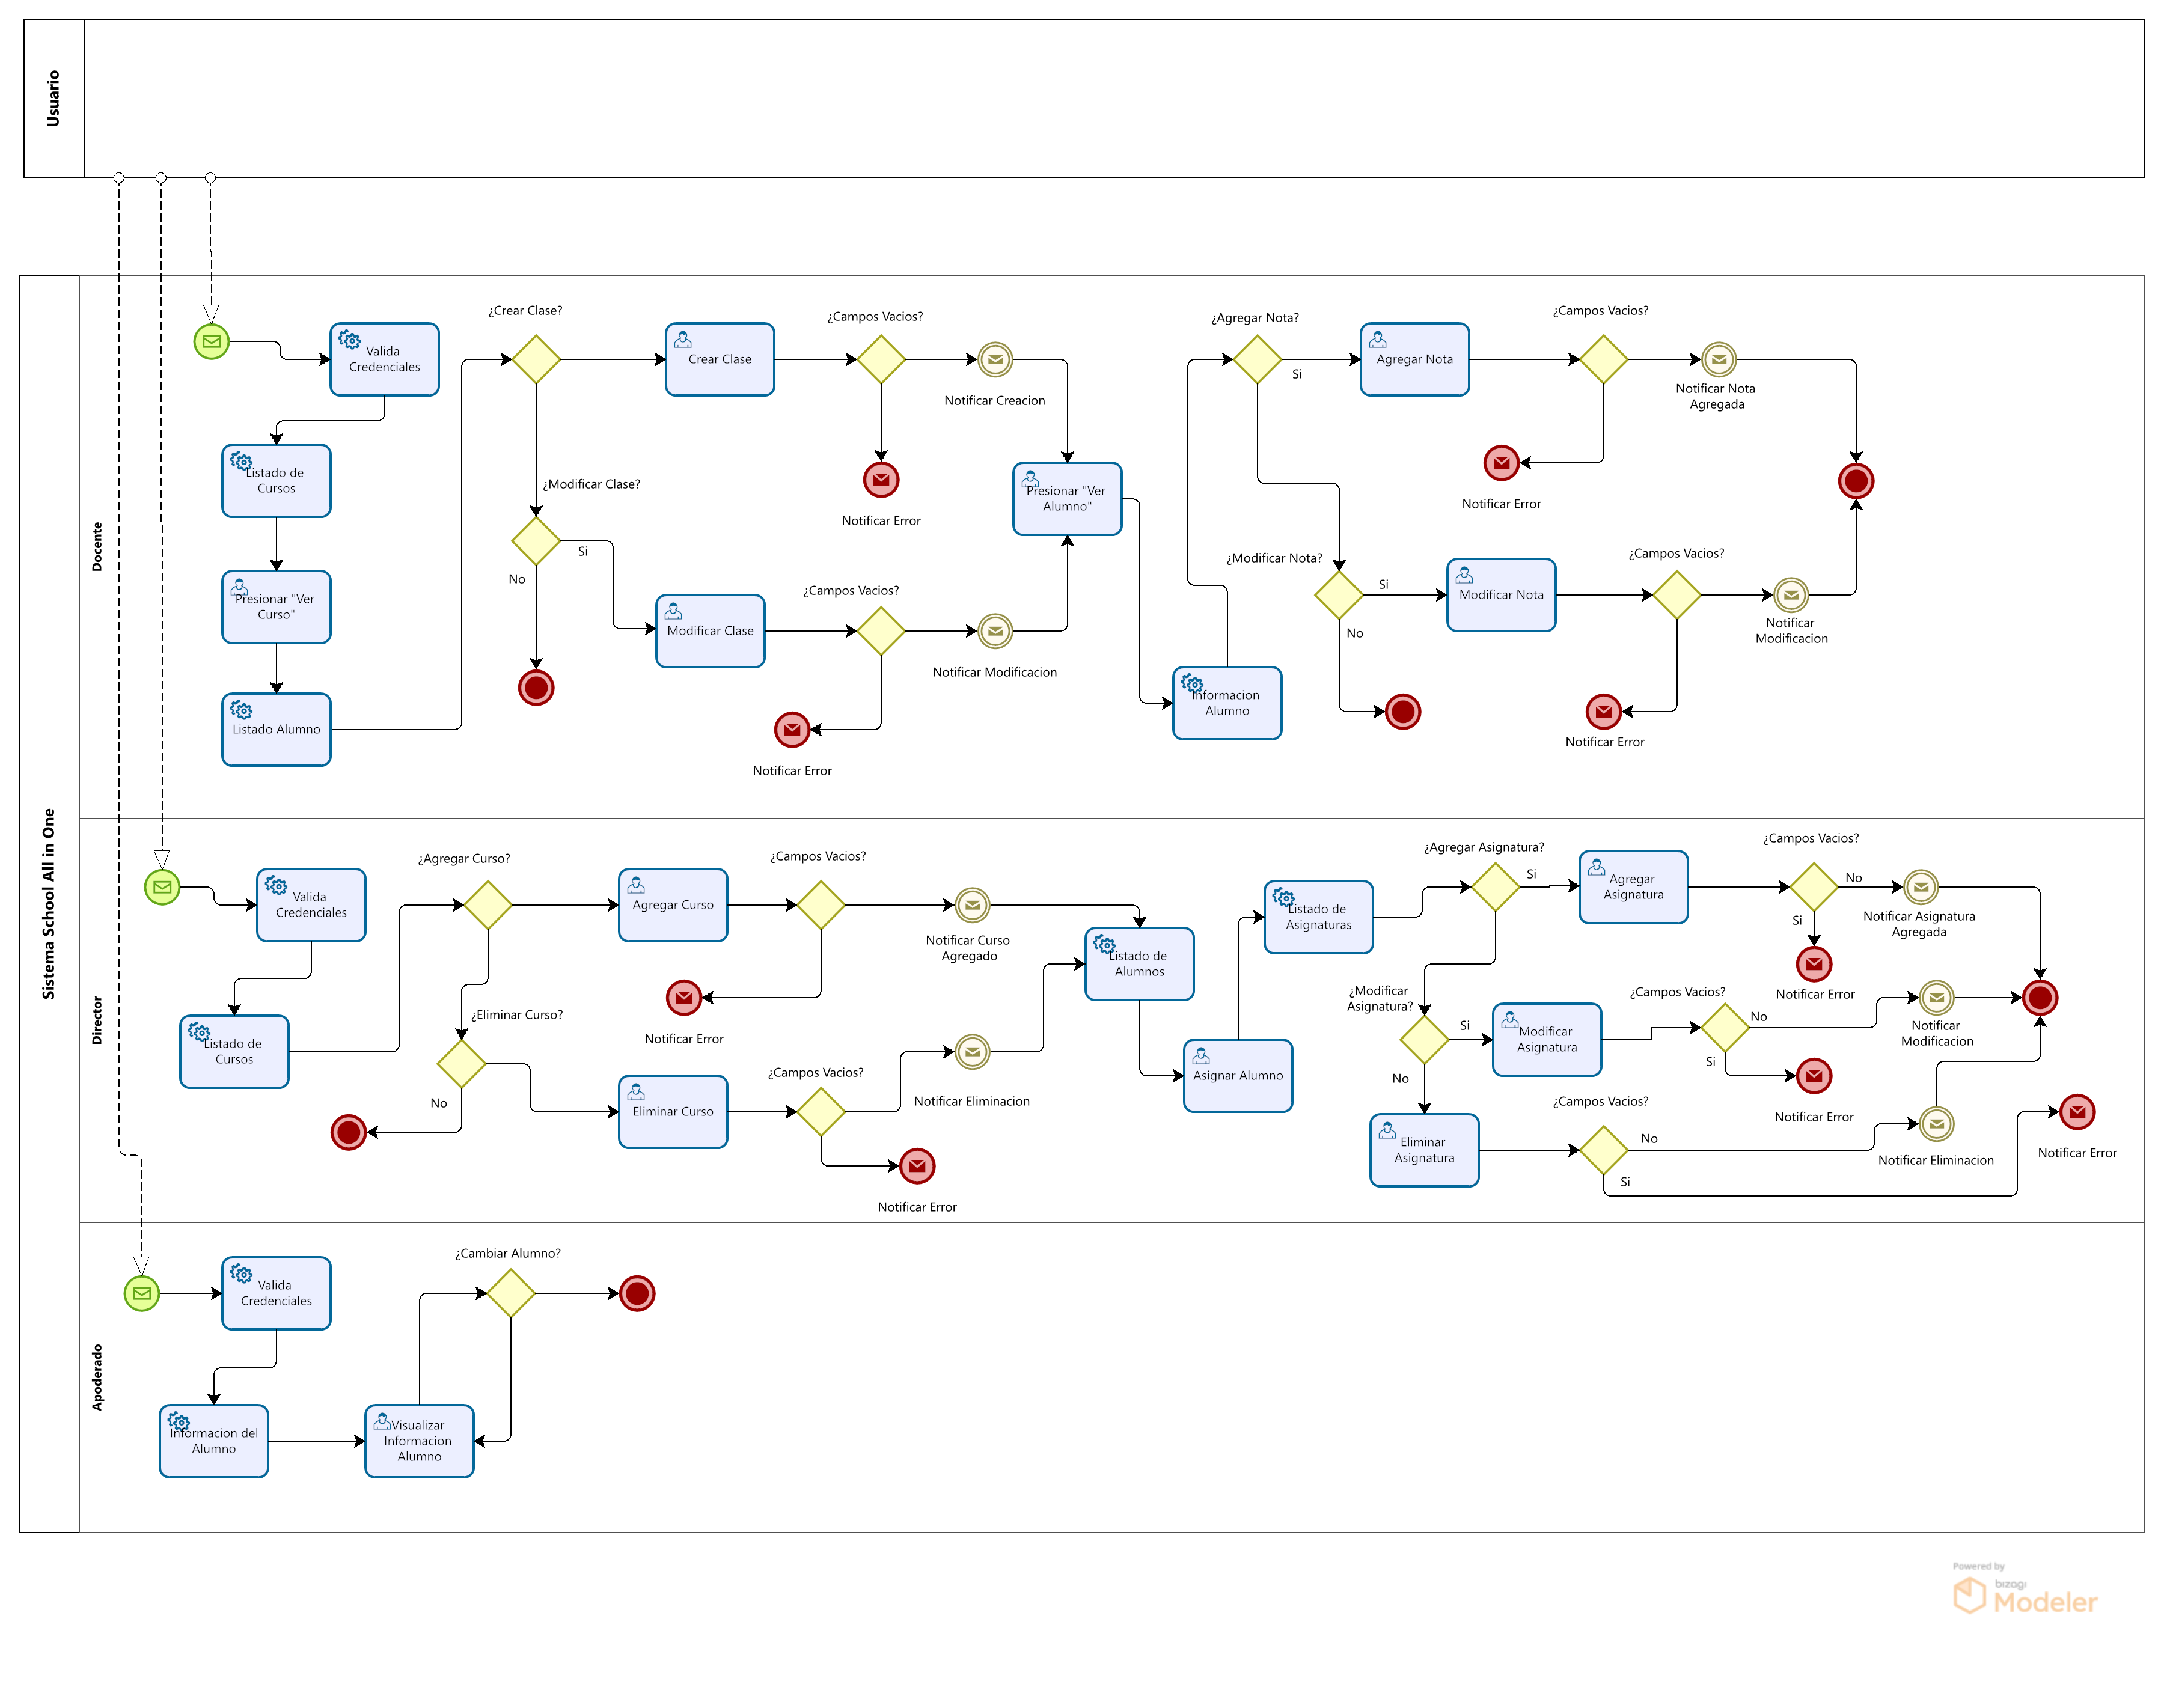 Usuario
Sistema School All in One
Docente
Valida
Credenciales
Listado de
Cursos
Presionar "Ver
Curso"
Listado Alumno
¿Crear Clase?
Crear Clase
¿Campos Vacios?
Notificar Creacion
Notificar Error
¿Modificar Clase?
Si
No
Modificar Clase
¿Campos Vacios?
Notificar Modificacion
Notificar Error
Presionar "Ver
Alumno"
Informacion
Alumno
¿Agregar Nota?
Si
Agregar Nota
¿Campos Vacios?
Notificar Nota
Agregada
Notificar Error
¿Modificar Nota?
Si
No
Modificar Nota
¿Campos Vacios?
Notificar
Modificacion
Notificar Error
Director
Valida
Credenciales
Listado de
Cursos
¿Agregar Curso?
Agregar Curso
¿Campos Vacios?
Notificar Curso
Agregado
Notificar Error
¿Eliminar Curso?
No
Eliminar Curso
¿Campos Vacios?
Notificar Eliminacion
Notificar Error
Listado de
Alumnos
Asignar Alumno
Listado de
Asignaturas
¿Agregar Asignatura?
Si
Agregar
Asignatura
¿Campos Vacios?
No
Si
Notificar Asignatura
Agregada
Notificar Error
¿Modificar
Asignatura?
Si
No
Modificar
Asignatura
¿Campos Vacios?
No
Si
Notificar
Modificacion
Notificar Error
Eliminar
Asignatura
¿Campos Vacios?
No
Si
Notificar Eliminacion
Notificar Error
Apoderado
Valida
Credenciales
Informacion del
Alumno
Visualizar
Informacion
Alumno
¿Cambiar Alumno?
Powered by
bizagi
Modeler